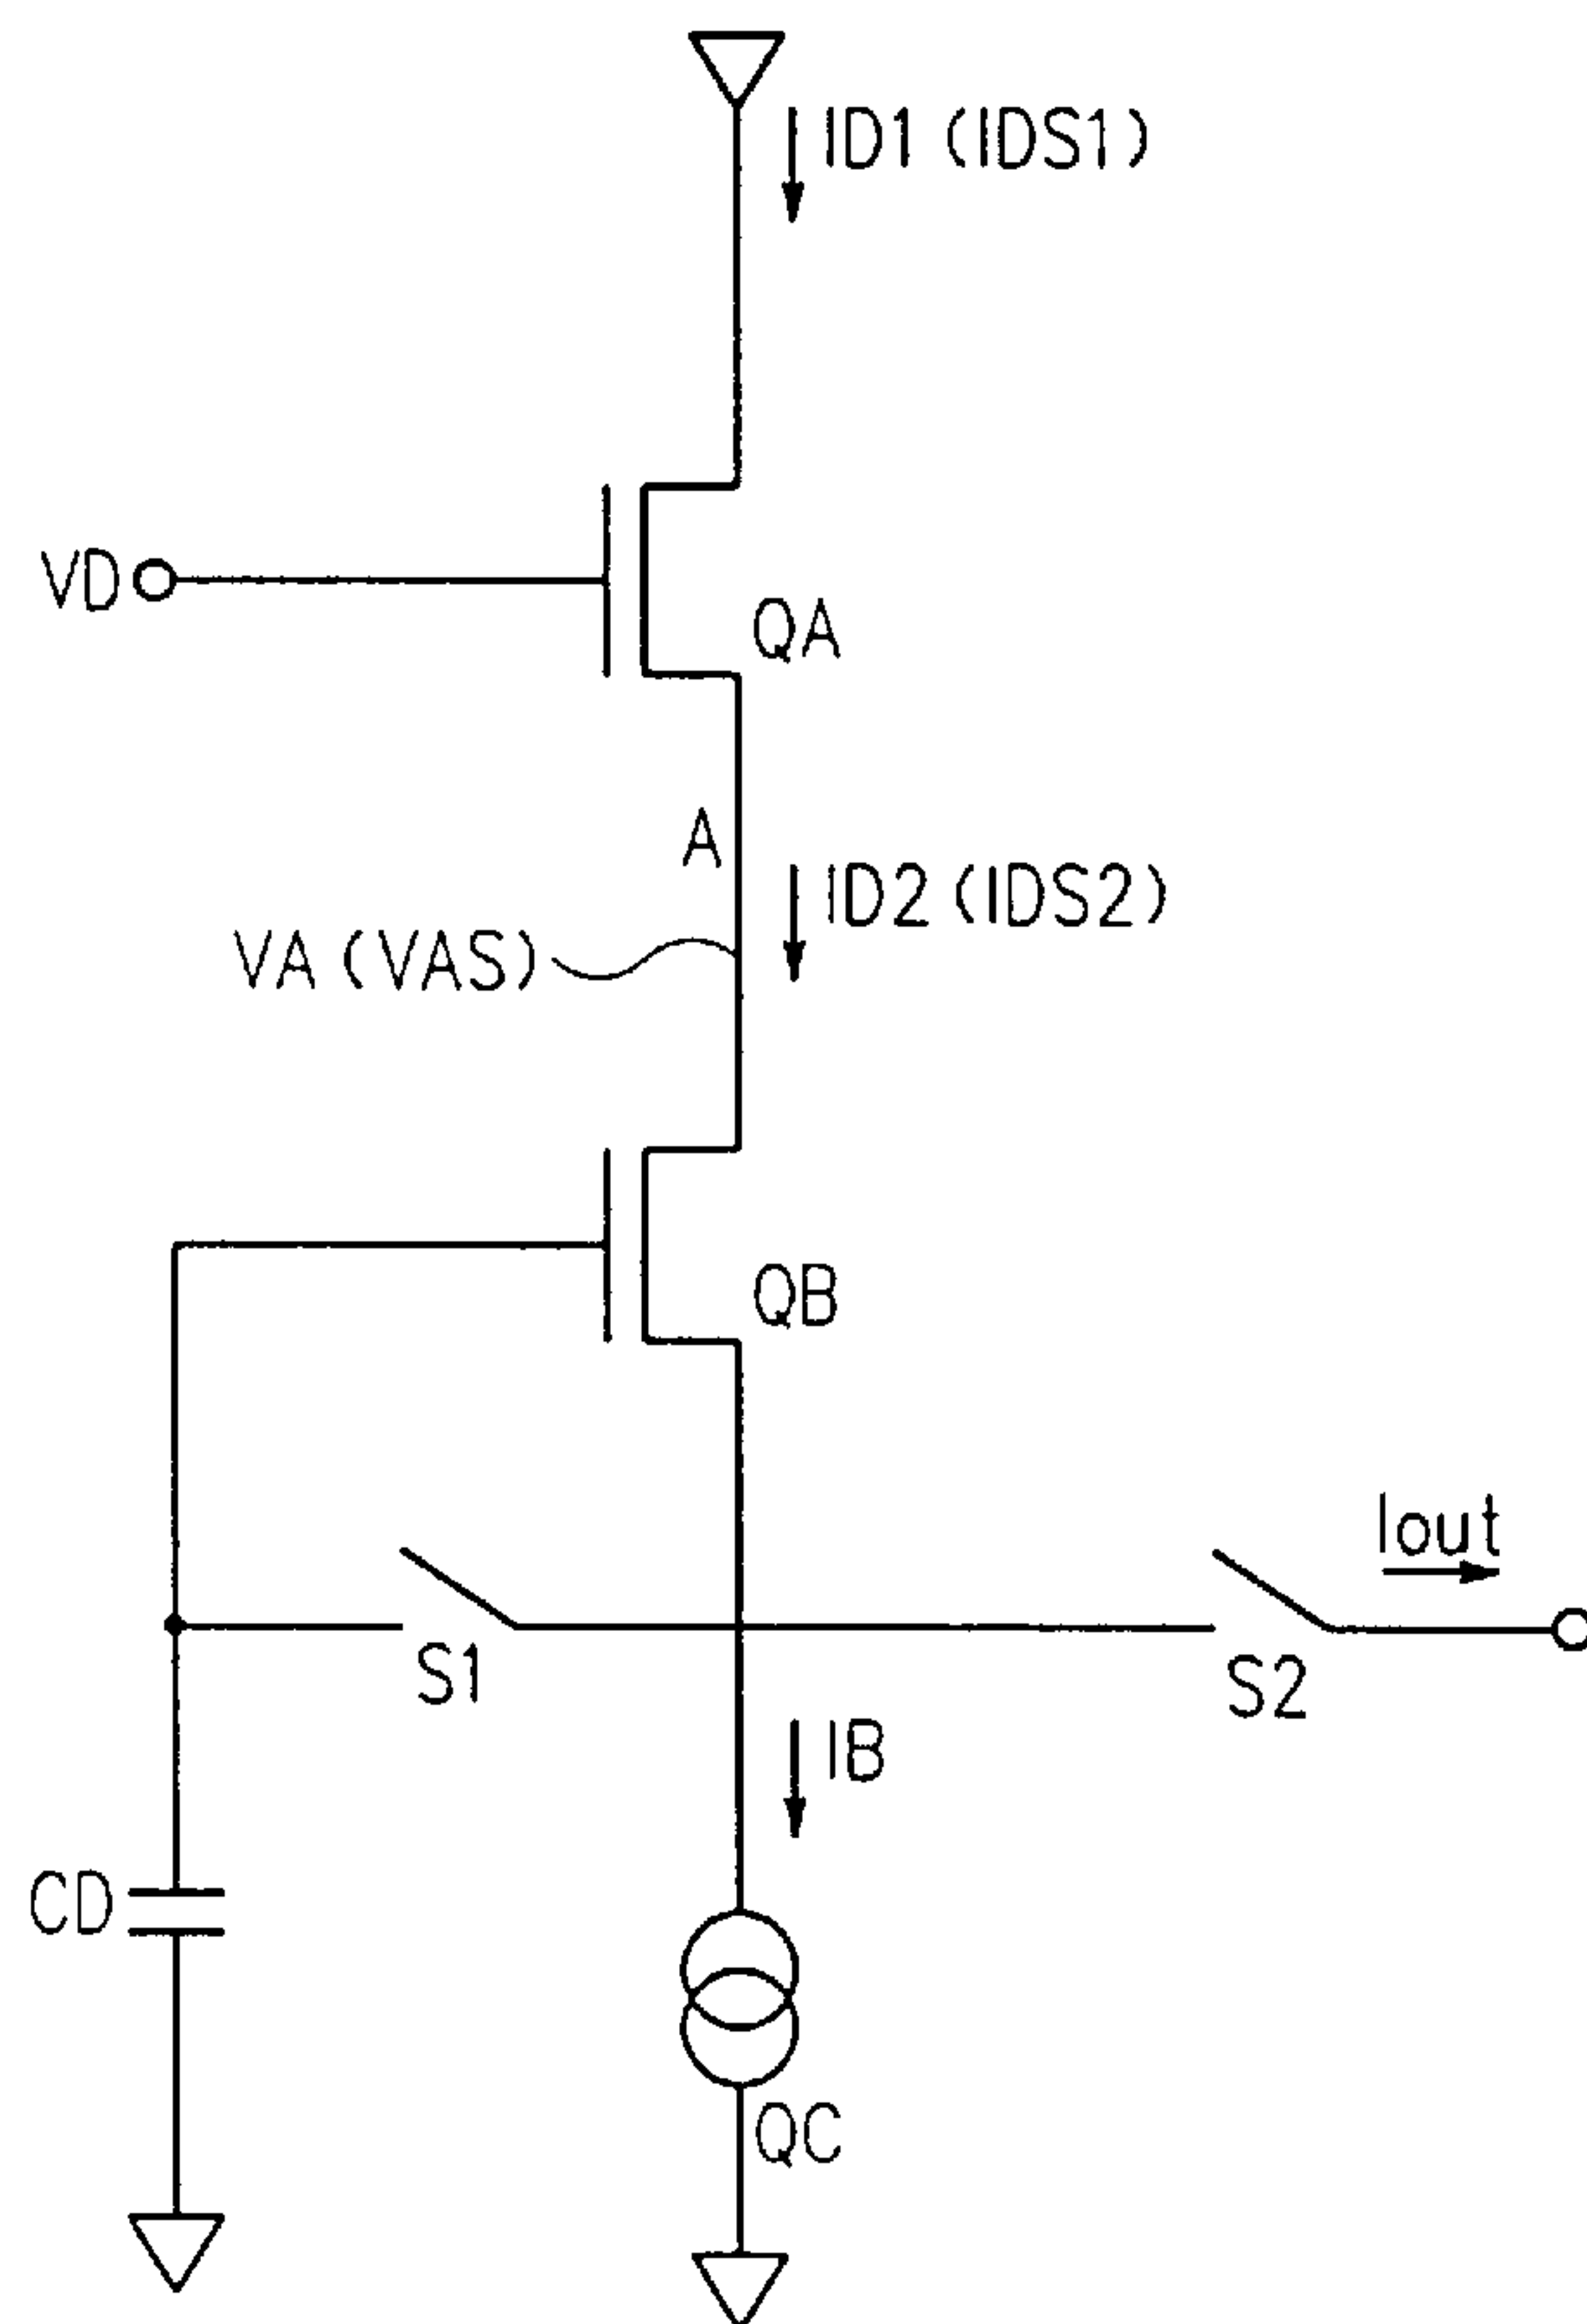 ID1 (IDS1)
VD
QA
A
ID2 (IDS2)
VA (VAS)
QB
Iout
S1
S2
IB
CD
QC